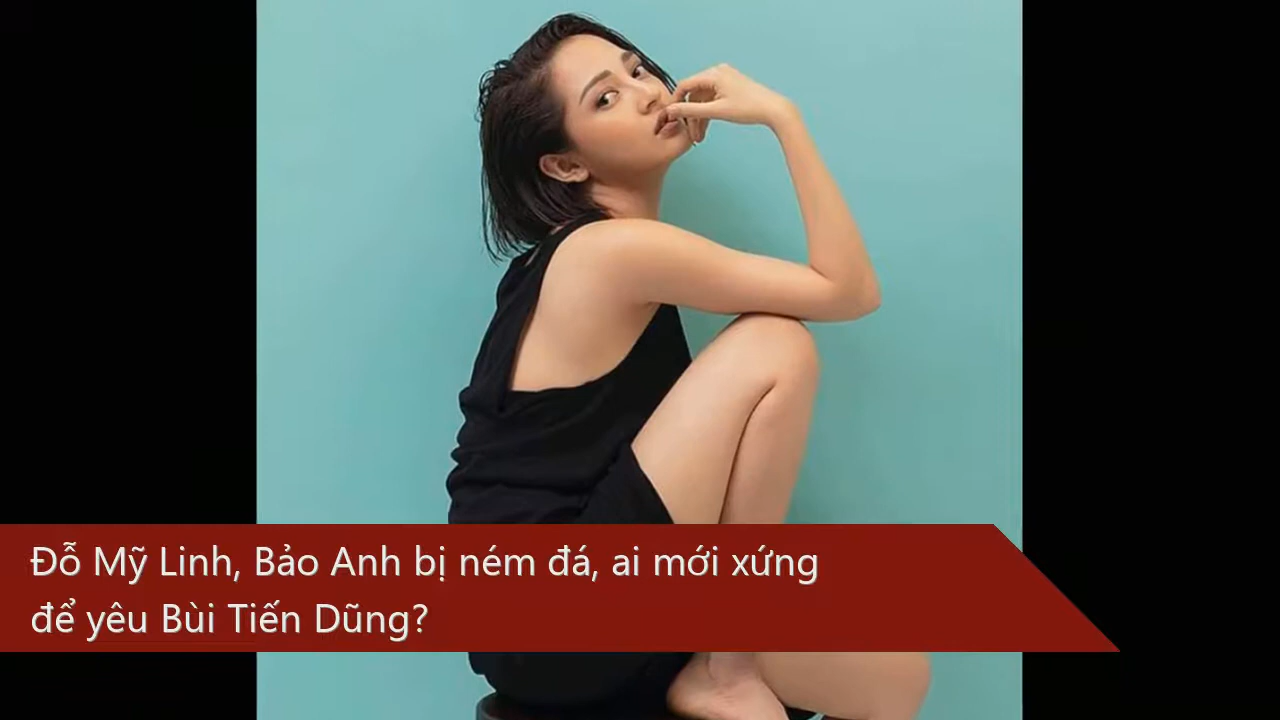 Đỗ Mỹ Linh, Bảo Anh bị ném đá, ai mới xứng
để yêu Bùi Tiến Dũng?